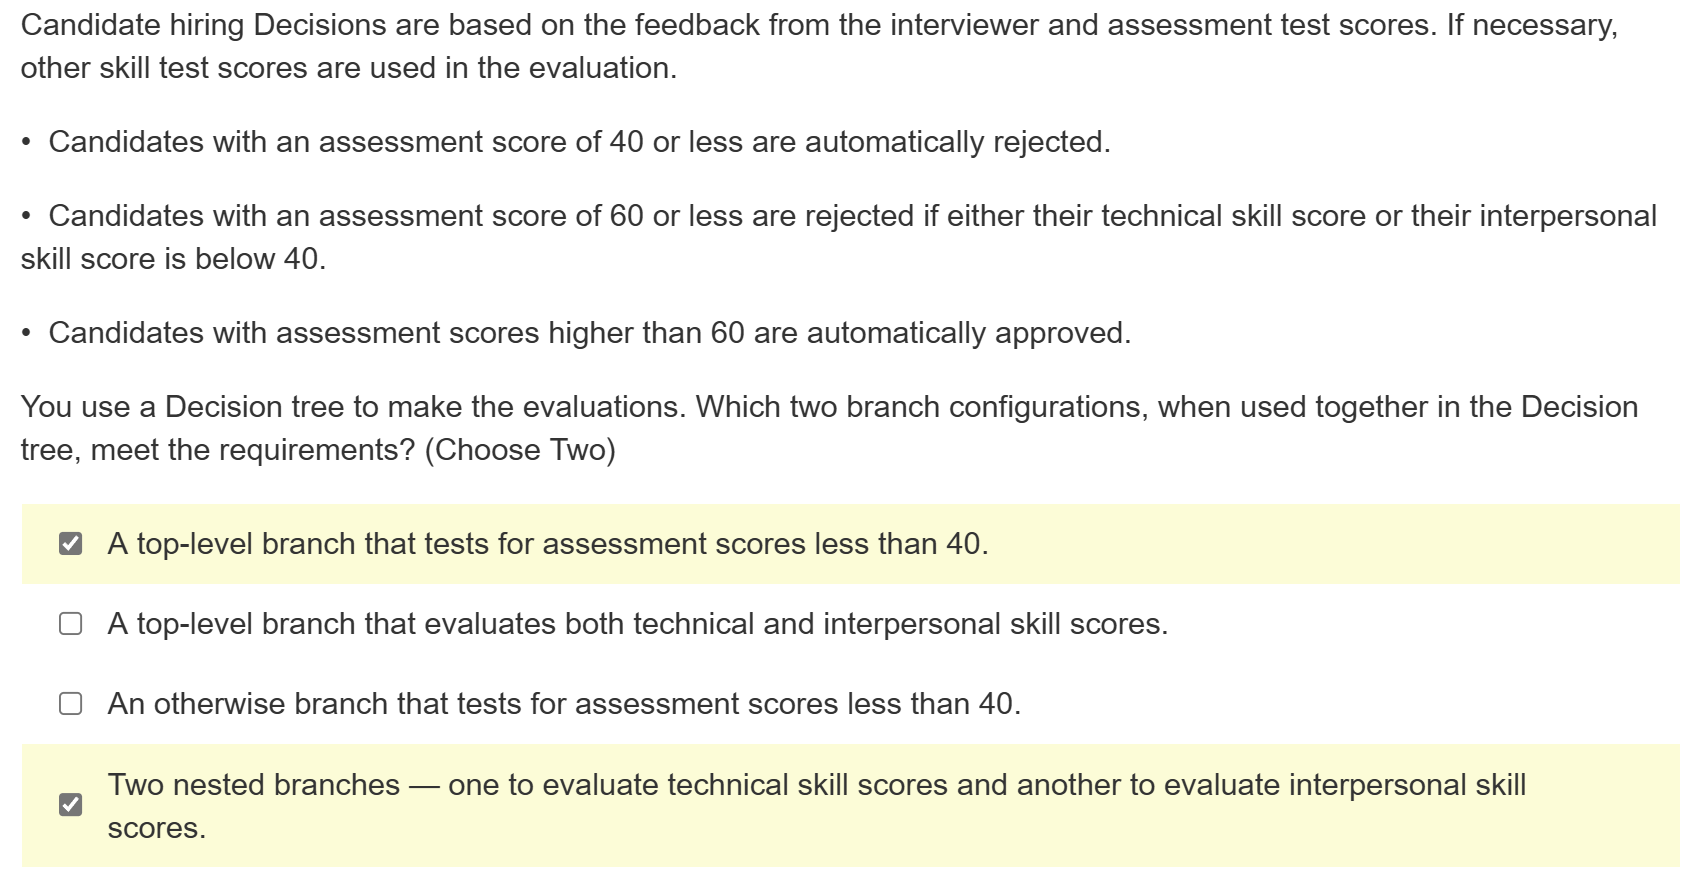 Candidate hiring Decisions are based on the feedback from the interviewer and assessment test scores. If necessary,
other skill test scores are used in the evaluation.
• Candidates with an assessment score of 40 or less are automatically rejected.
• Candidates with an assessment score of 60 or less are rejected if either their technical skill score or their interpersonal
skill score is below 40.
• Candidates with assessment scores higher than 60 are automatically approved.
You use a Decision tree to make the evaluations. Which two branch configurations, when used together in the Decision
tree, meet the requirements? (Choose Two)
A top-level branch that tests for assessment scores less than 40.
A top-level branch that evaluates both technical and interpersonal skill scores.
An otherwise branch that tests for assessment scores less than 40.
Two nested branches — one to evaluate technical skill scores and another to evaluate interpersonal skill
scores.